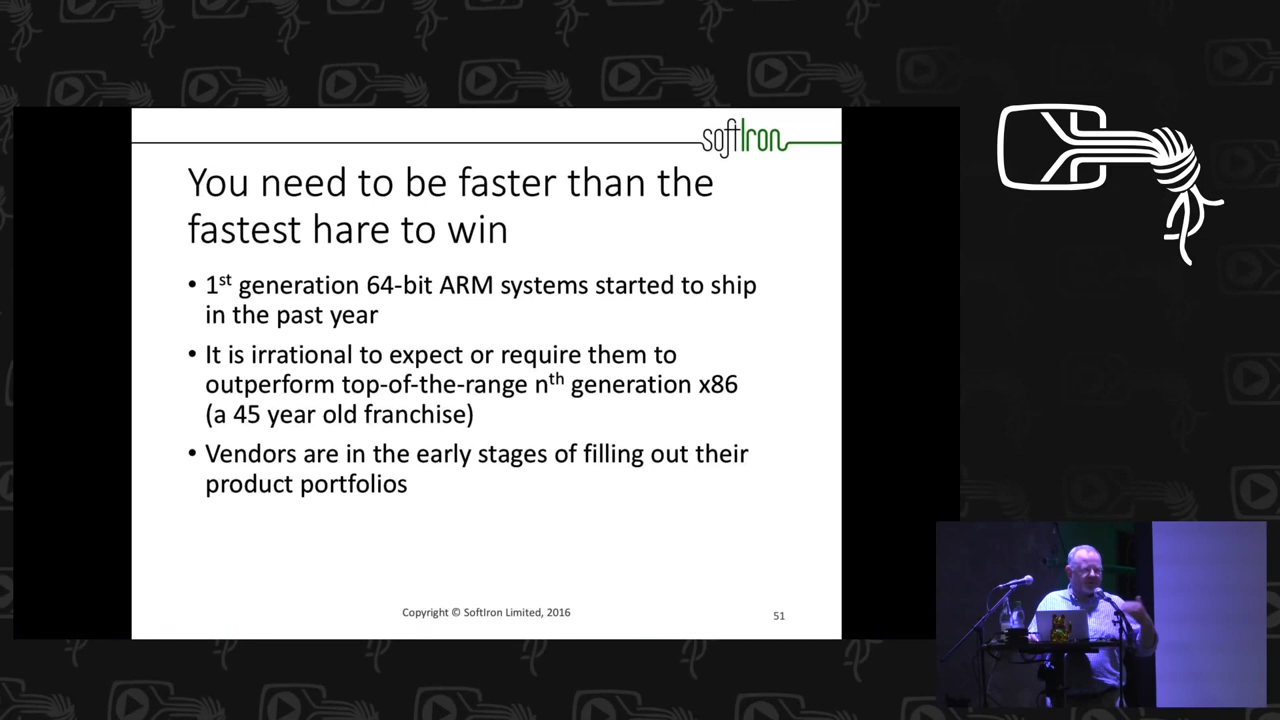 softIron
You need to be faster than the
fastest hare to win
• 1st generation 64-bit ARM systems started to ship
in the past year
• It is irrational to expect or require them to
outperform top-of-the-range nth generation x86
(a 45 year old franchise)
• Vendors are in the early stages of filling out their
product portfolios
Copyright © SoftIron Limited, 2016
51